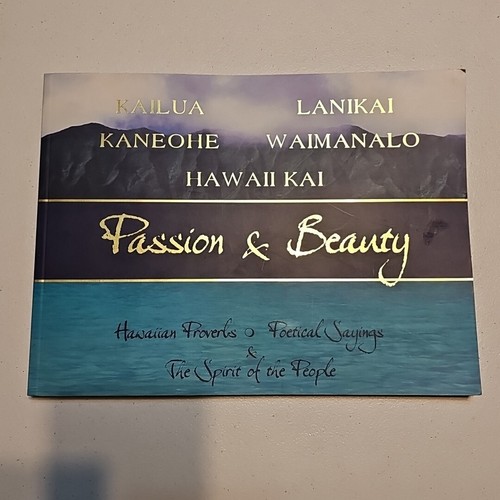 KAILUA LANIKAI
KANEOHE WAIMANALO
HAWAII KAI
Passion & Beauty
Hawaiian Proverbs o Poetical Sayings
&
The Spirit of the People